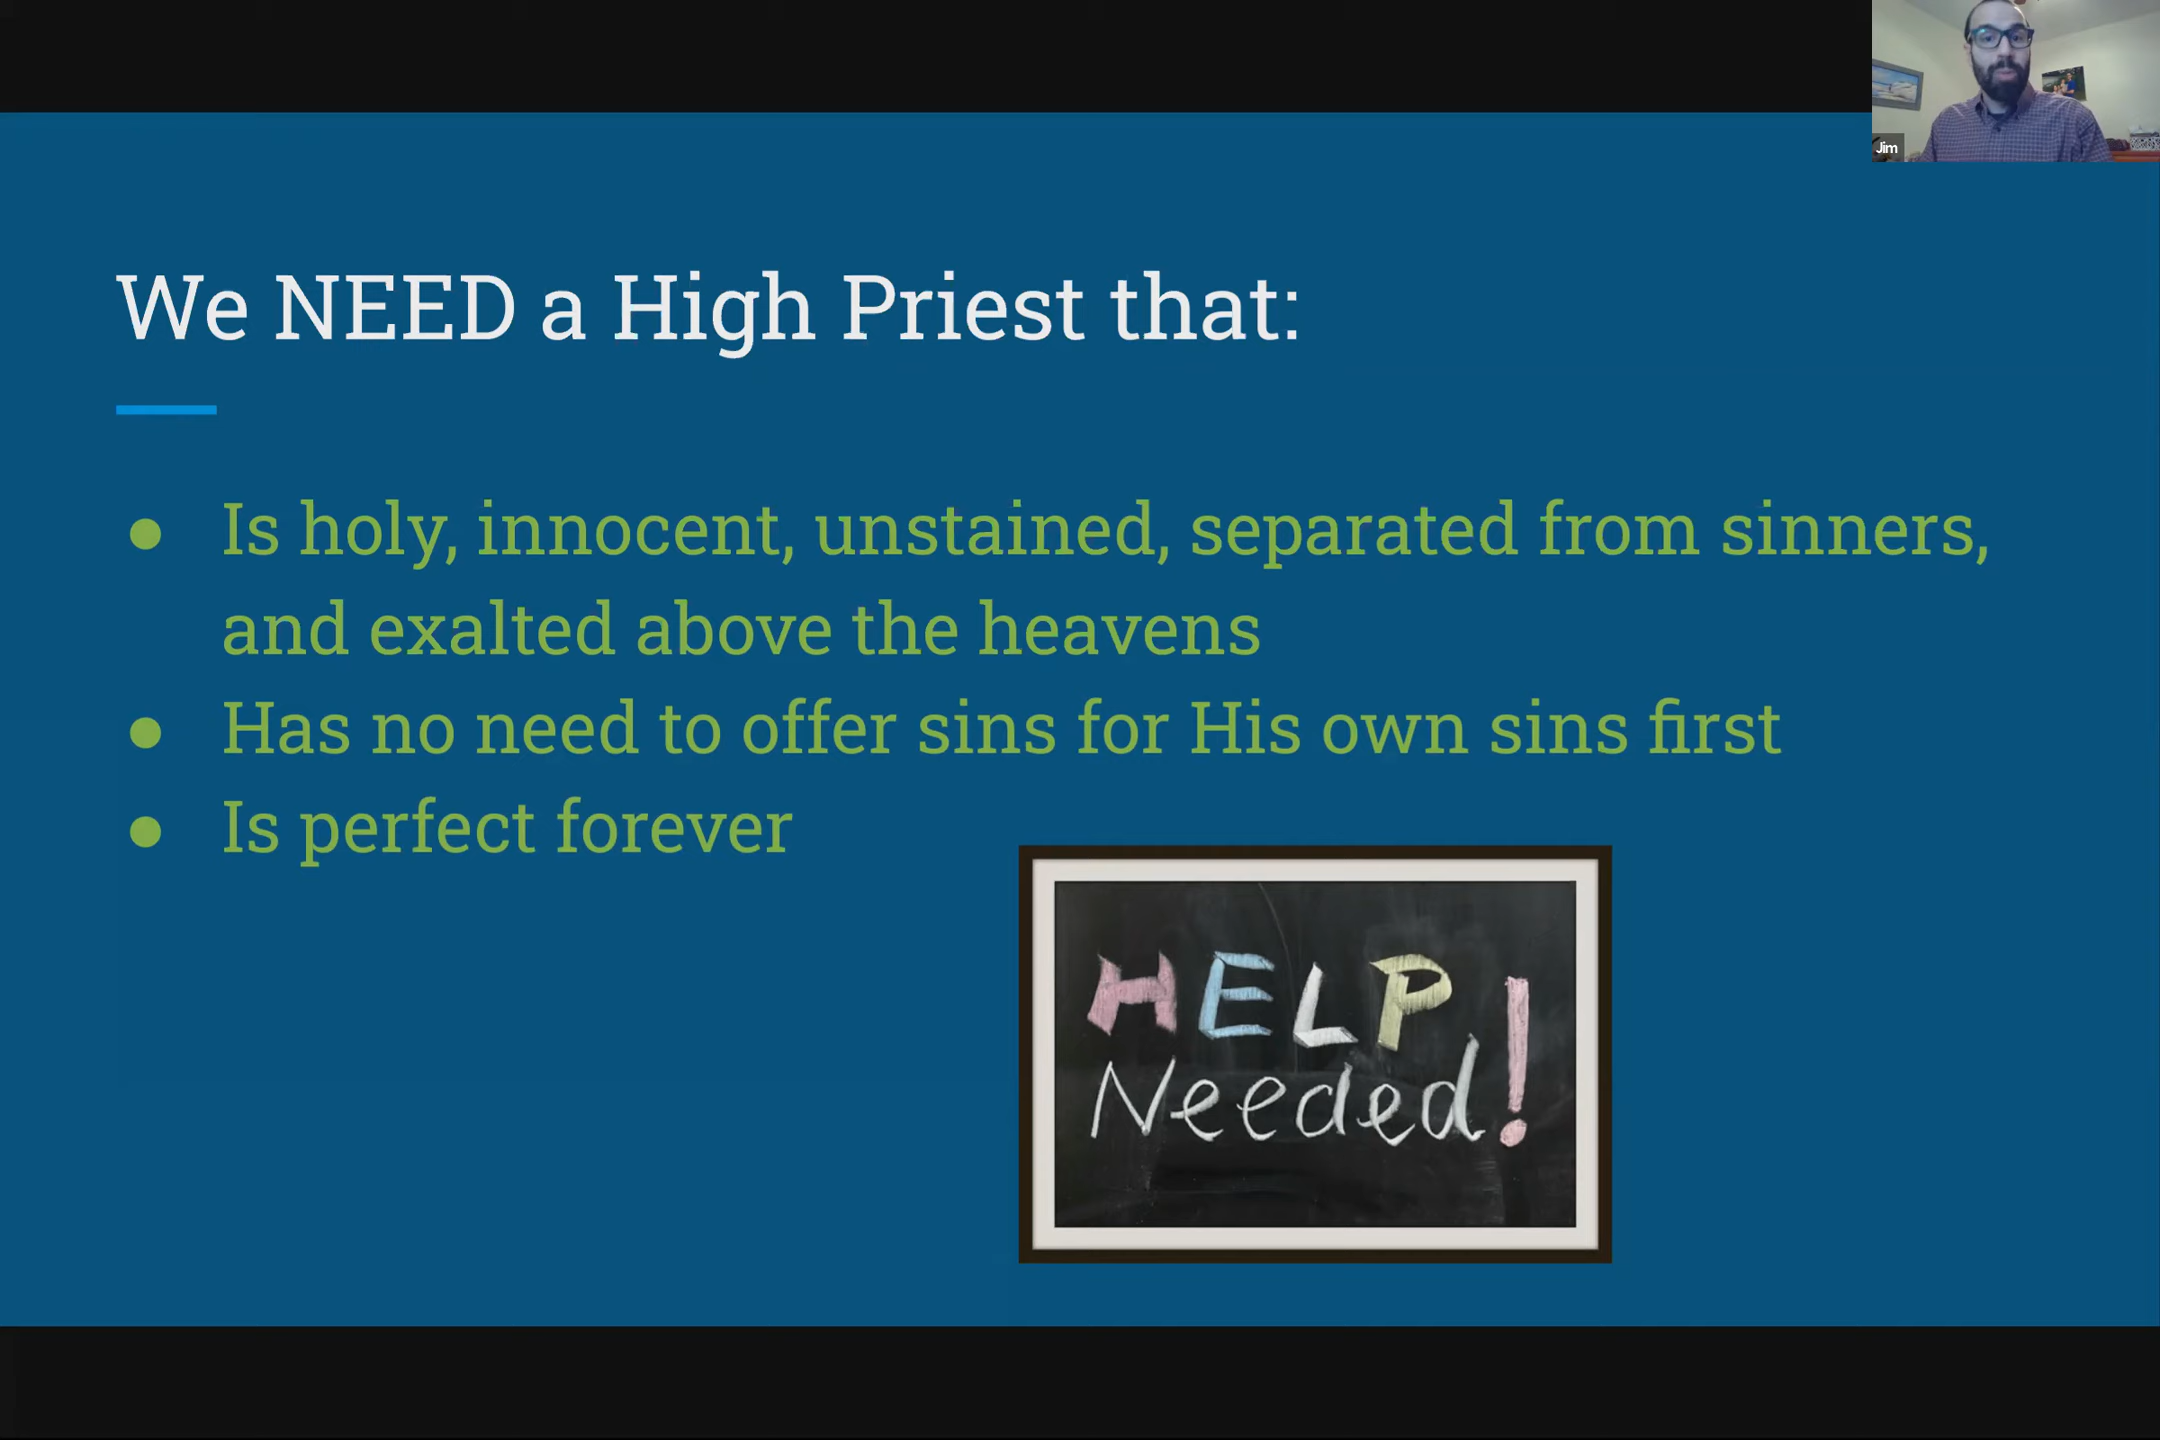 Jim
We NEED a High Priest that:
● Is holy, innocent, unstained, separated from sinners,
and exalted above the heavens
● Has no need to offer sins for His own sins first
● Is perfect forever
HELP
Needed!